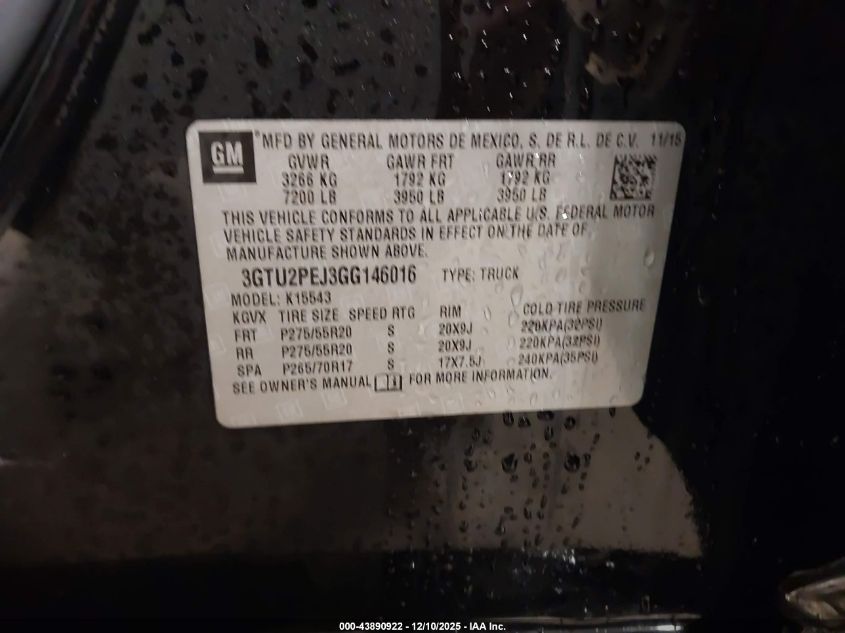 GM ® MFD BY GENERAL MOTORS DE MEXICO, S. DE R.L. DE C.V. 11/15
GVWR GAWR FRT GAWR RR
3266 KG 1792 KG 1792 KG
7200 LB 3950 LB 3950 LB
THIS VEHICLE CONFORMS TO ALL APPLICABLE U.S. FEDERAL MOTOR
VEHICLE SAFETY STANDARDS IN EFFECT ON THE DATE OF
MANUFACTURE SHOWN ABOVE.
3GTU2PEJ3GG146016 TYPE: TRUCK
MODEL: K15543
KGVX TIRE SIZE SPEED RTG RIM COLD TIRE PRESSURE
FRT P275/55R20 S 20X9J 220KPA(32PSI)
RR P275/55R20 S 20X9J 220KPA(32PSI)
SPA P265/70R17 S 17X7.5J 240KPA(35PSI)
SEE OWNER'S MANUAL FOR MORE INFORMATION.
000-43890922 - 12/10/2025 - IAA Inc.